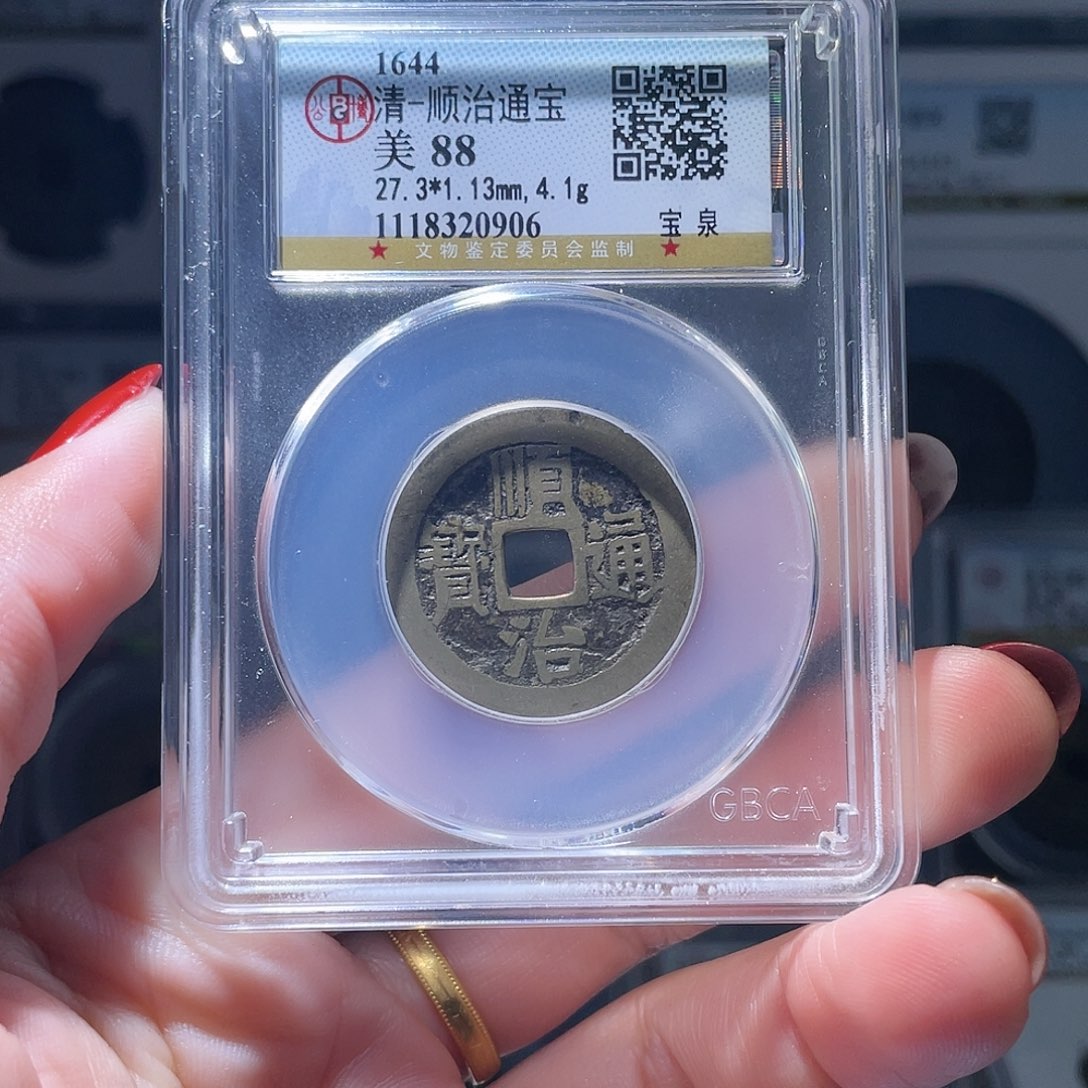 1644
清-顺治通宝
美 88
27.3*1.13mm,4.1g
1118320906
宝 泉
★ 文物鉴定委员会监制 ★
順
寶 通
治
GBCA